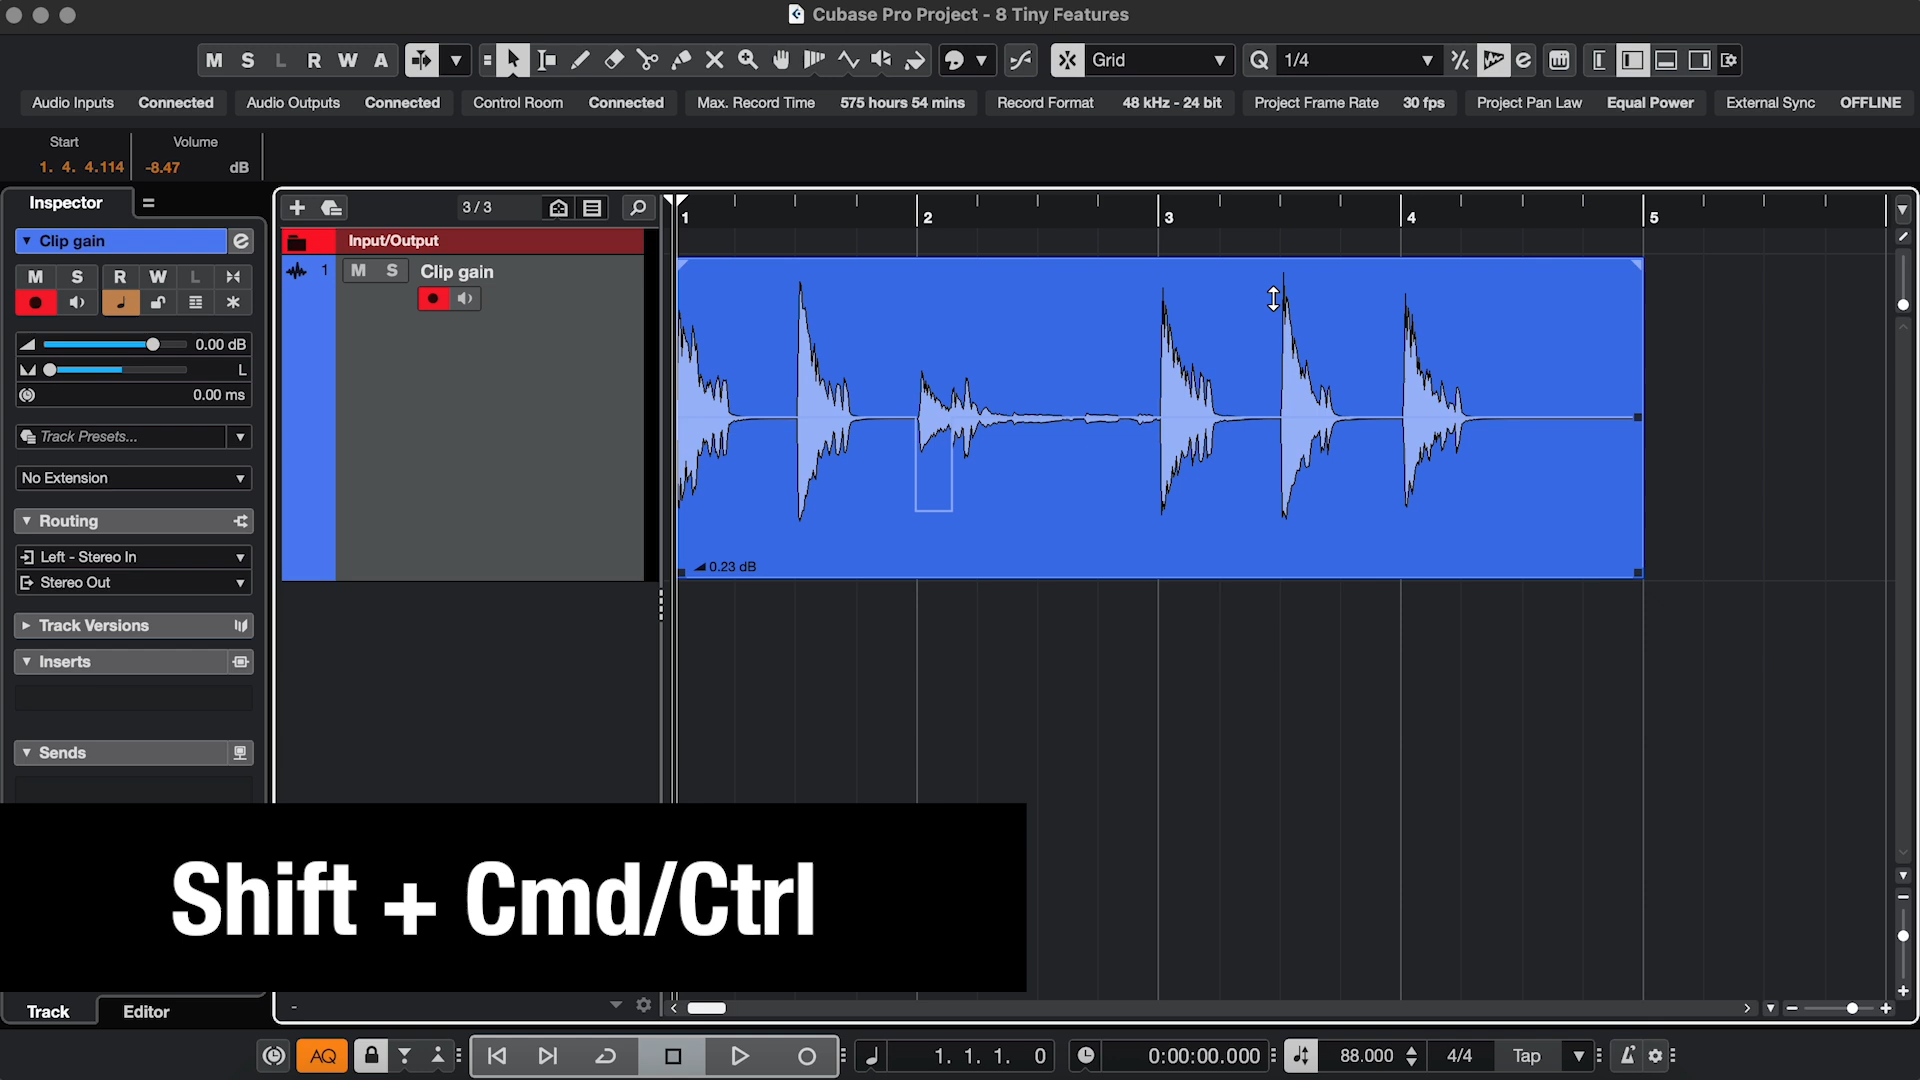 Cubase Pro Project - 8 Tiny Features
M S L R W A Grid Q 1/4 e
Audio Inputs Connected Audio Outputs Connected Control Room Connected Max. Record Time 575 hours 54 mins Record Format 48 kHz - 24 bit Project Frame Rate 30 fps Project Pan Law Equal Power External Sync OFFLINE
Start Volume
1. 4. 4.114 -8.47 dB
Inspector
3 / 3
1 2 3 4 5
Clip gain e
Input/Output
M S R W L
1 M S Clip gain
0.00 dB
L
0.00 ms
Track Presets...
No Extension
Routing
Left - Stereo In
0.23 dB
Stereo Out
Track Versions
Inserts
Sends
Shift + Cmd/Ctrl
Track Editor
-
AQ 1. 1. 1. 0 0:00:00.000 88.000 4/4 Tap